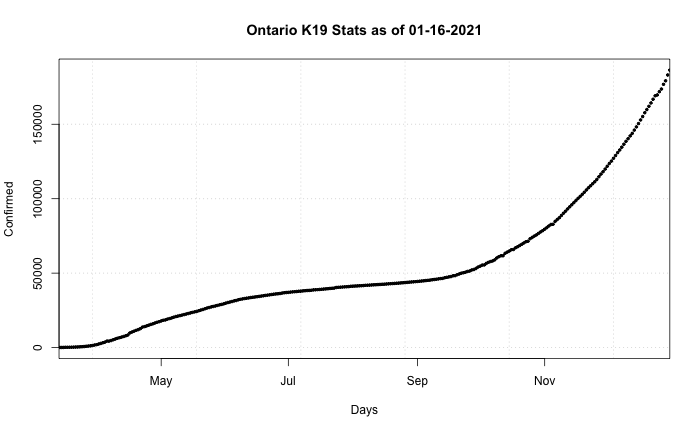 Ontario K19 Stats as of 01-16-2021
150000
100000
50000
0
Confirmed
May Jul Sep Nov
Days